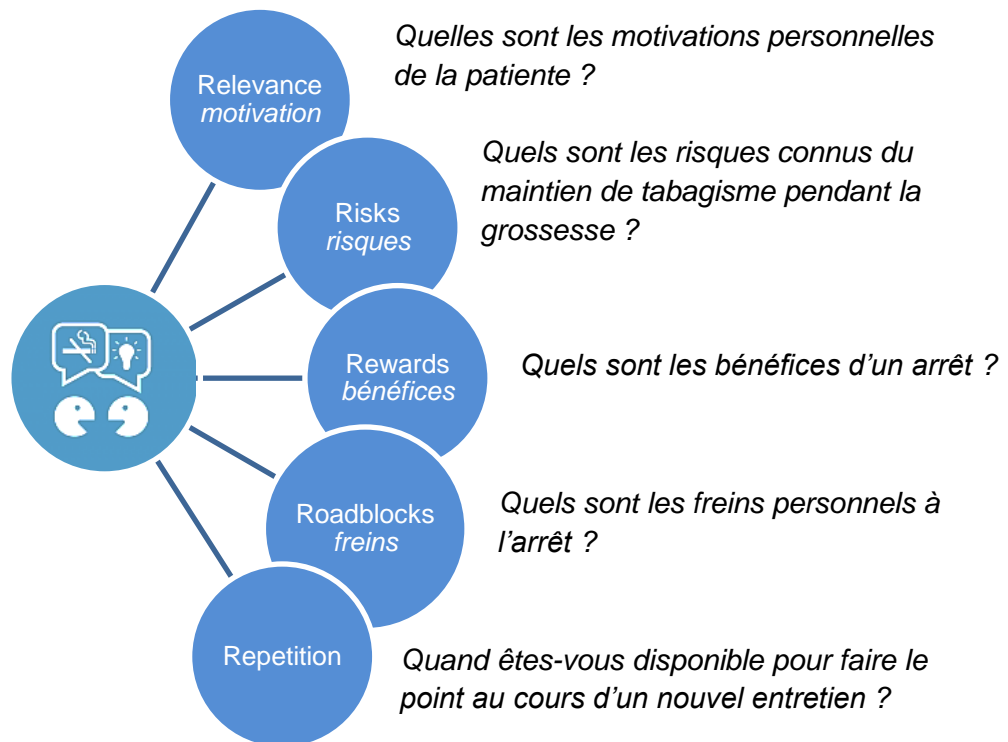 Quelles sont les motivations personnelles
de la patiente ?
Relevance
motivation
Quels sont les risques connus du
maintien de tabagisme pendant la
grossesse ?
Risks
risques
Rewards
bénéfices
Quels sont les bénéfices d’un arrêt ?
Roadblocks
freins
Quels sont les freins personnels à
l’arrêt ?
Repetition
Quand êtes-vous disponible pour faire le
point au cours d’un nouvel entretien ?